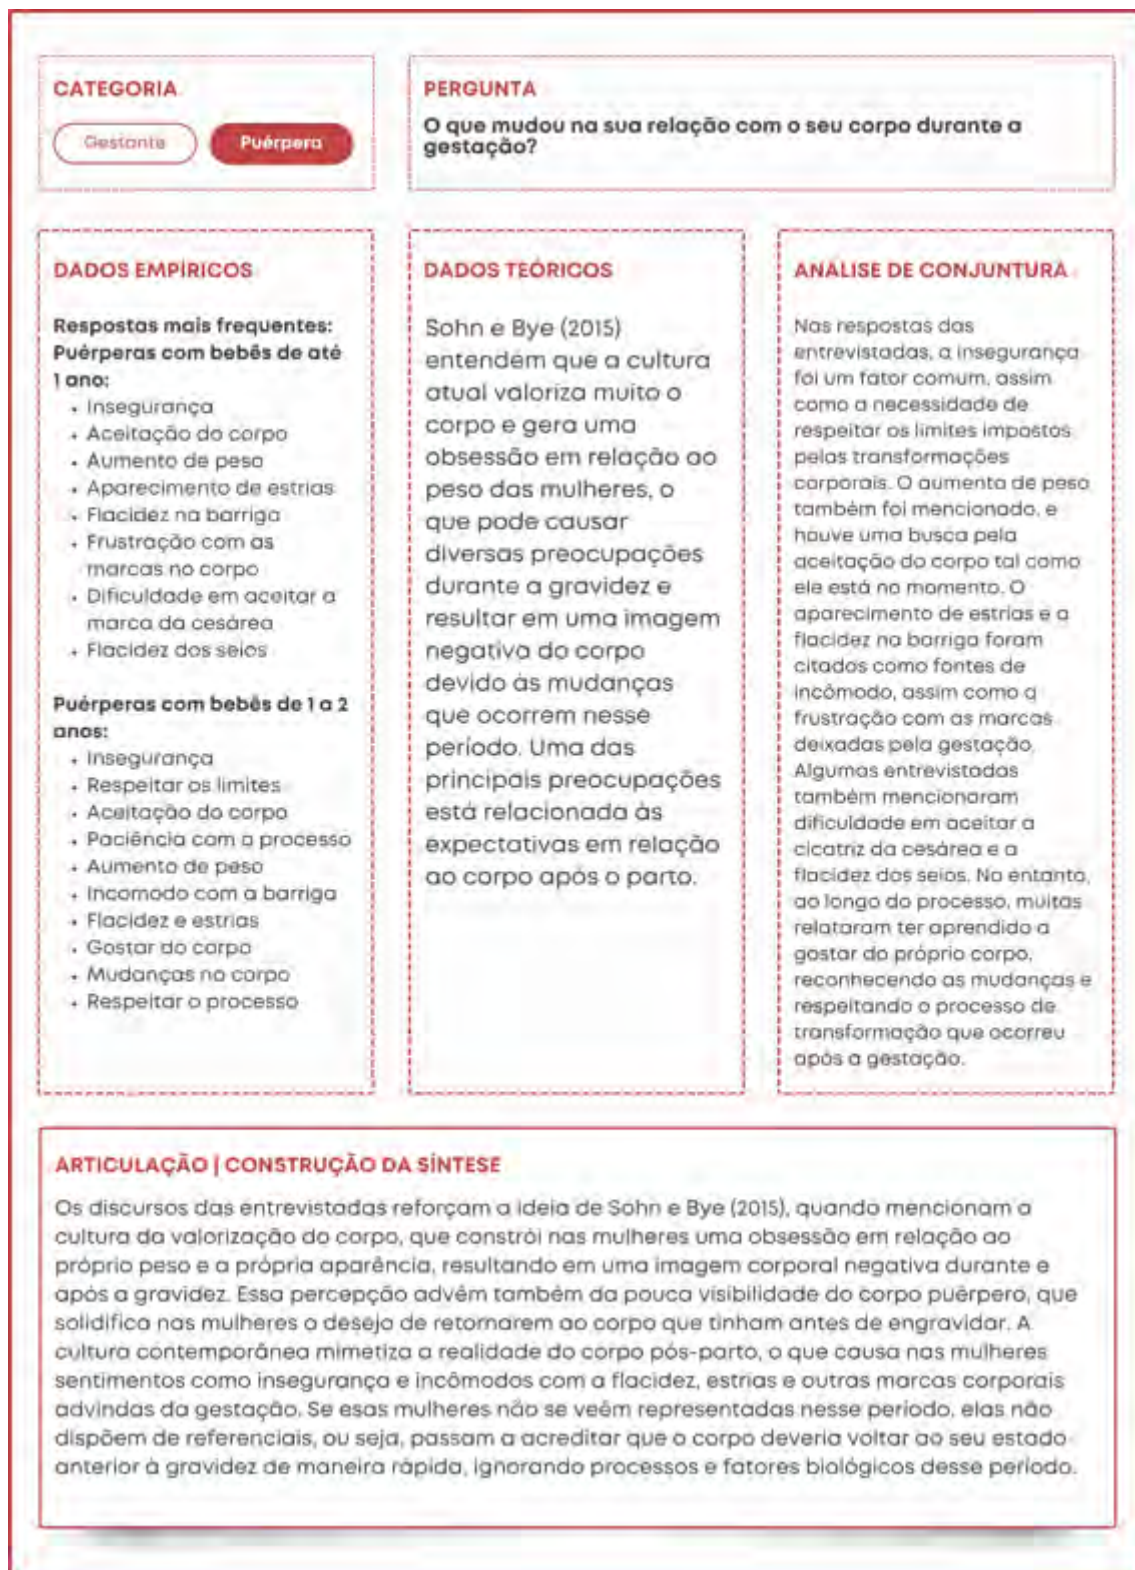 CATEGORIA
Gestante
Puérpera
PERGUNTA
O que mudou na sua relação com o seu corpo durante a
gestação?
DADOS EMPÍRICOS
Respostas mais frequentes:
Puérperas com bebês de até
1 ano:
• Insegurança
• Aceitação do corpo
• Aumento de peso
• Aparecimento de estrias
• Flacidez na barriga
• Frustração com as
marcas no corpo
• Dificuldade em aceitar a
marca da cesárea
• Flacidez dos seios
Puérperas com bebês de 1 a 2
anos:
• Insegurança
• Respeitar os limites
• Aceitação do corpo
• Paciência com o processo
• Aumento de peso
• Incomodo com a barriga
• Flacidez e estrias
• Gostar do corpo
• Mudanças no corpo
• Respeitar o processo
DADOS TEÓRICOS
Sohn e Bye (2015)
entendem que a cultura
atual valoriza muito o
corpo e gera uma
obsessão em relação ao
peso das mulheres, o
que pode causar
diversas preocupações
durante a gravidez e
resultar em uma imagem
negativa do corpo
devido às mudanças
que ocorrem nesse
período. Uma das
principais preocupações
está relacionada às
expectativas em relação
ao corpo após o parto.
ANÁLISE DE CONJUNTURA
Nas respostas das
entrevistadas, a insegurança
foi um fator comum, assim
como a necessidade de
respeitar os limites impostos
pelas transformações
corporais. O aumento de peso
também foi mencionado, e
houve uma busca pela
aceitação do corpo tal como
ele está no momento. O
aparecimento de estrias e a
flacidez na barriga foram
citados como fontes de
incômodo, assim como a
frustração com as marcas
deixadas pela gestação.
Algumas entrevistadas
também mencionaram
dificuldade em aceitar a
cicatriz da cesárea e a
flacidez dos seios. No entanto,
ao longo do processo, muitas
relataram ter aprendido a
gostar do próprio corpo,
reconhecendo as mudanças e
respeitando o processo de
transformação que ocorreu
após a gestação.
ARTICULAÇÃO | CONSTRUÇÃO DA SÍNTESE
Os discursos das entrevistadas reforçam a ideia de Sohn e Bye (2015), quando mencionam a
cultura da valorização do corpo, que constrói nas mulheres uma obsessão em relação ao
próprio peso e a própria aparência, resultando em uma imagem corporal negativa durante e
após a gravidez. Essa percepção advém também da pouca visibilidade do corpo puérpero, que
solidifica nas mulheres o desejo de retornarem ao corpo que tinham antes de engravidar. A
cultura contemporânea mimetiza a realidade do corpo pós-parto, o que causa nas mulheres
sentimentos como insegurança e incômodos com a flacidez, estrias e outras marcas corporais
advindas da gestação. Se esas mulheres não se veêm representadas nesse período, elas não
dispõem de referenciais, ou seja, passam a acreditar que o corpo deveria voltar ao seu estado
anterior à gravidez de maneira rápida, ignorando processos e fatores biológicos desse período.